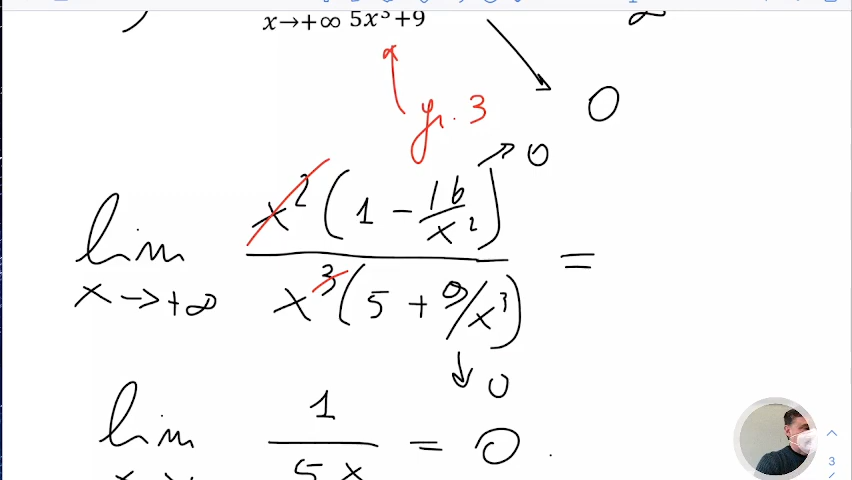 x→+∞ 5x³+9
0
gr. 3
0
lim x→+∞ x²(1 − 16/x²) / x³(5 + 9/x³) =
0
lim 1 / 5x = 0.
3